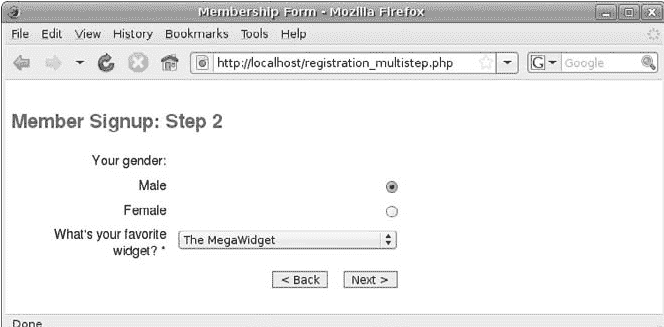 Membership Form - Mozilla Firefox
File Edit View History Bookmarks Tools Help
http://localhost/registration_multistep.php G Google
Member Signup: Step 2
Your gender:
Male
Female
What's your favorite
widget? * The MegaWidget
< Back Next >
Done